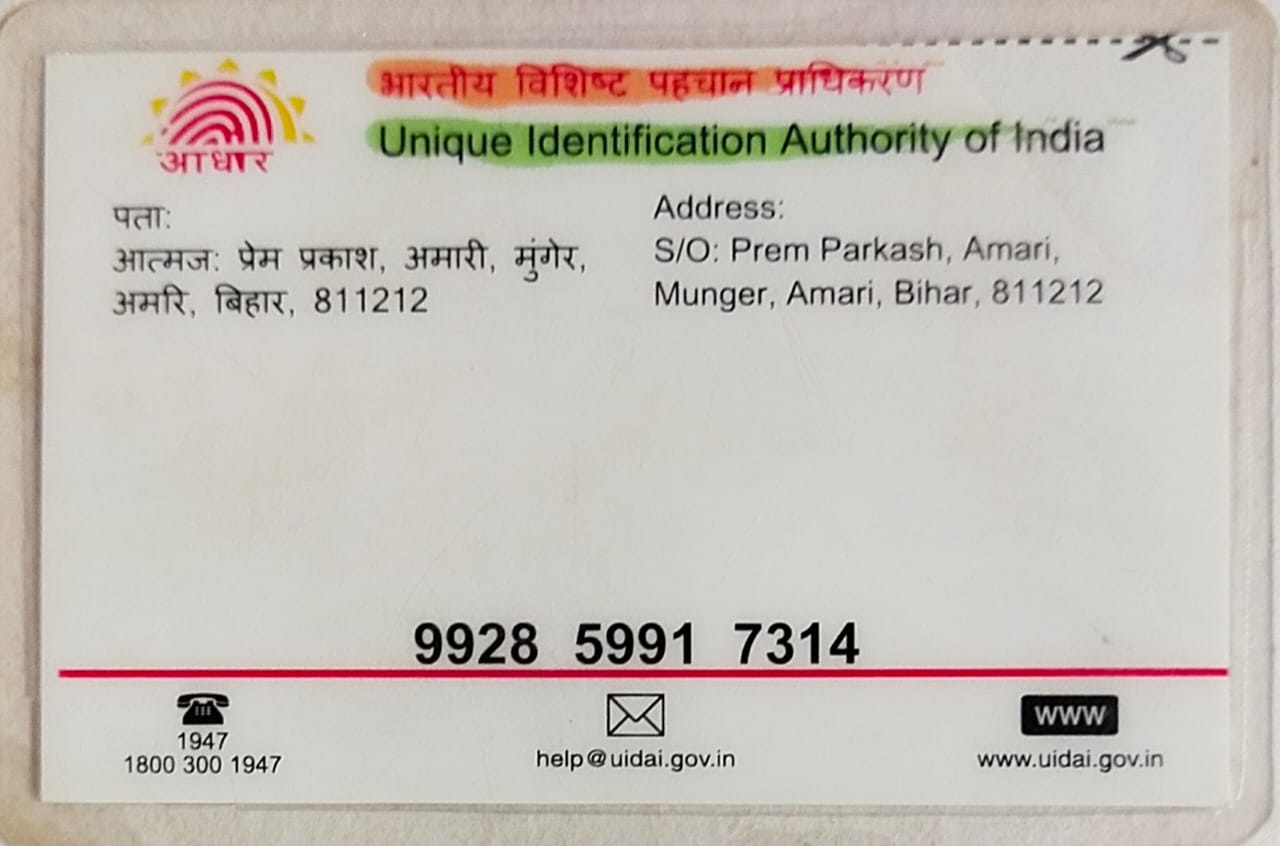 भारतीय विशिष्ट पहचान प्राधिकरण
Unique Identification Authority of India
आधार
पता:
आत्मज: प्रेम प्रकाश, अमारी, मुंगेर,
अमरि, बिहार, 811212
Address:
S/O: Prem Parkash, Amari,
Munger, Amari, Bihar, 811212
9928 5991 7314
1947
1800 300 1947
help@uidai.gov.in
WWW
www.uidai.gov.in